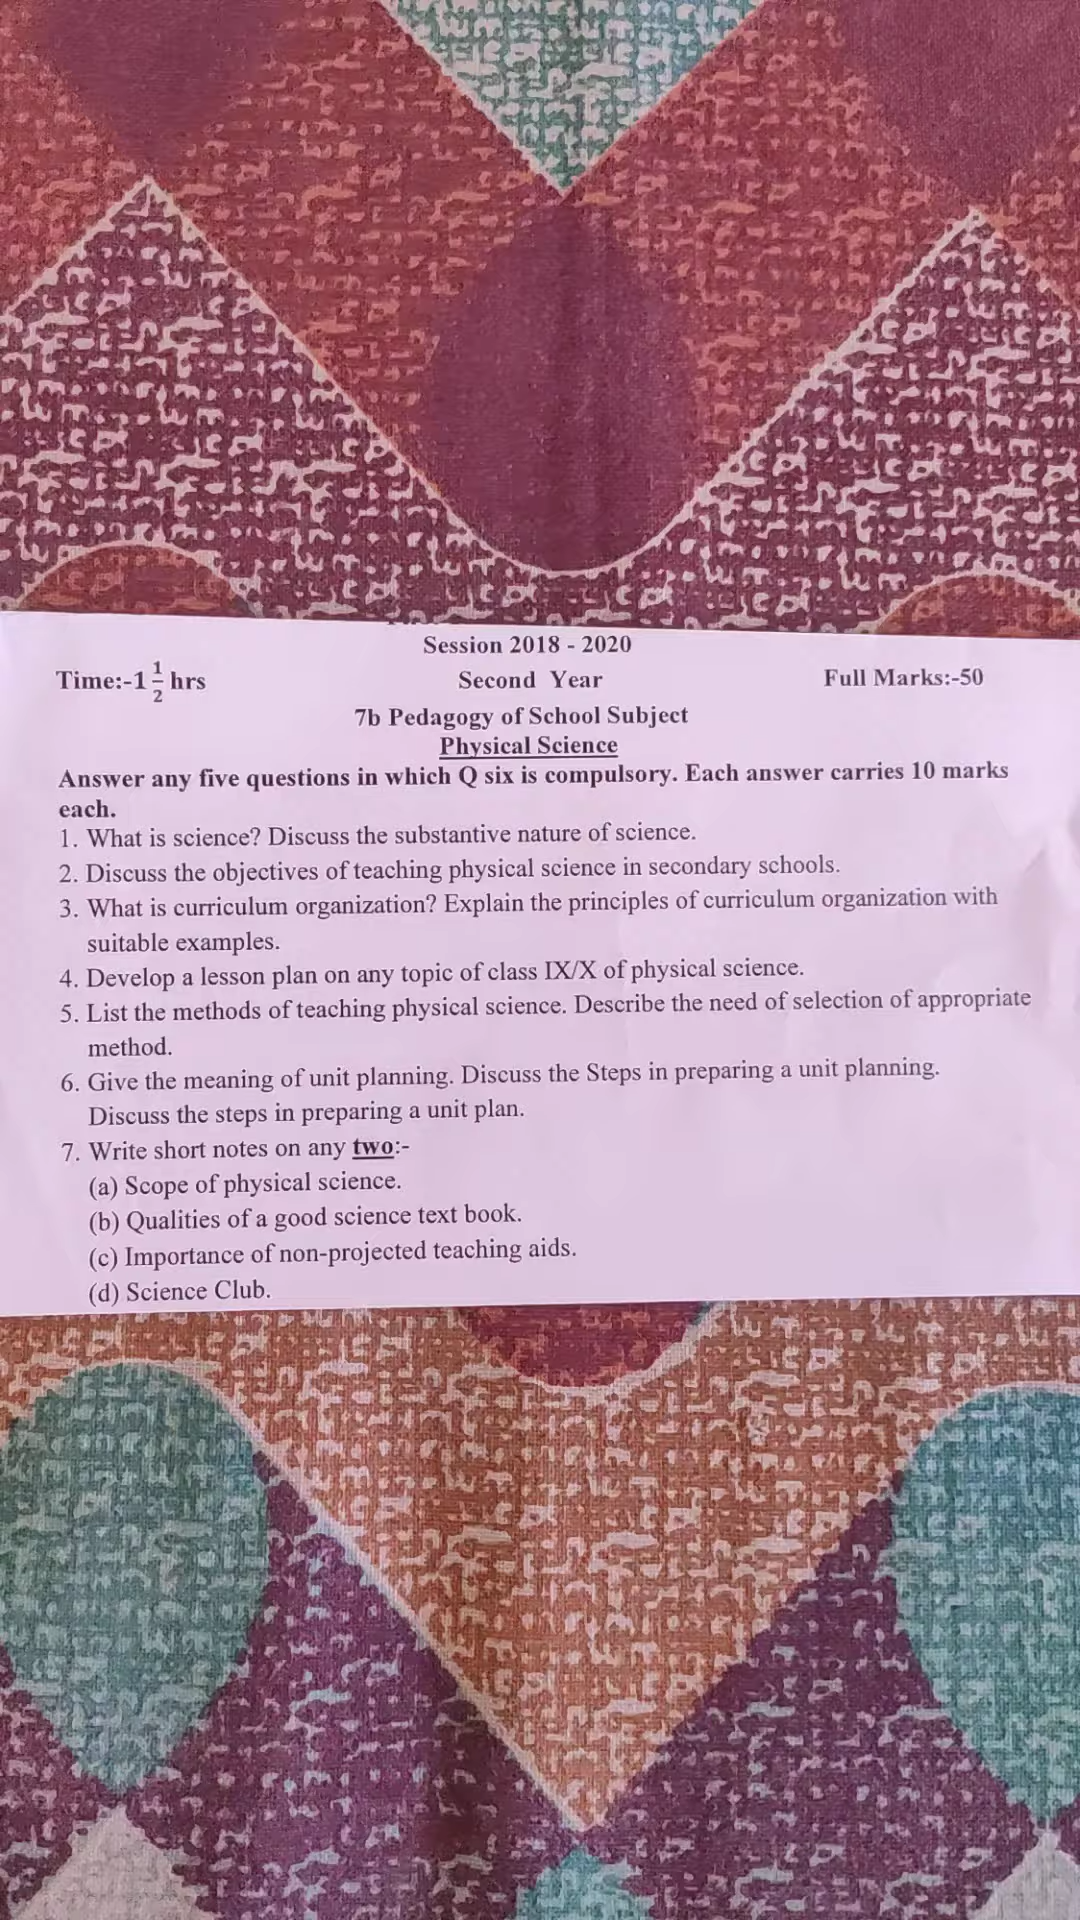 Session 2018 - 2020
Time:-1 1/2 hrs Second Year Full Marks:-50
7b Pedagogy of School Subject
Physical Science
Answer any five questions in which Q six is compulsory. Each answer carries 10 marks
each.
1. What is science? Discuss the substantive nature of science.
2. Discuss the objectives of teaching physical science in secondary schools.
3. What is curriculum organization? Explain the principles of curriculum organization with
suitable examples.
4. Develop a lesson plan on any topic of class IX/X of physical science.
5. List the methods of teaching physical science. Describe the need of selection of appropriate
method.
6. Give the meaning of unit planning. Discuss the Steps in preparing a unit planning.
Discuss the steps in preparing a unit plan.
7. Write short notes on any two:-
(a) Scope of physical science.
(b) Qualities of a good science text book.
(c) Importance of non-projected teaching aids.
(d) Science Club.